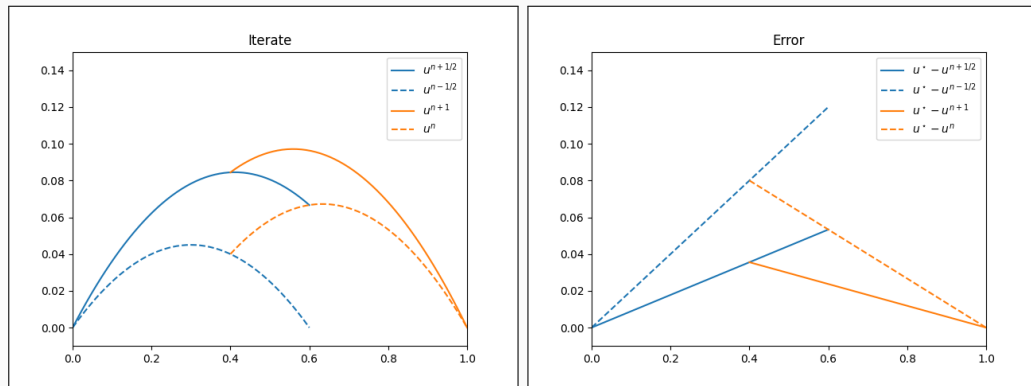 Iterate
0.14
0.12
0.10
0.08
0.06
0.04
0.02
0.00
0.0 0.2 0.4 0.6 0.8 1.0
u^{n+1/2}
u^{n−1/2}
u^{n+1}
u^{n}
Error
0.14
0.12
0.10
0.08
0.06
0.04
0.02
0.00
0.0 0.2 0.4 0.6 0.8 1.0
u^{*} − u^{n+1/2}
u^{*} − u^{n−1/2}
u^{*} − u^{n+1}
u^{*} − u^{n}